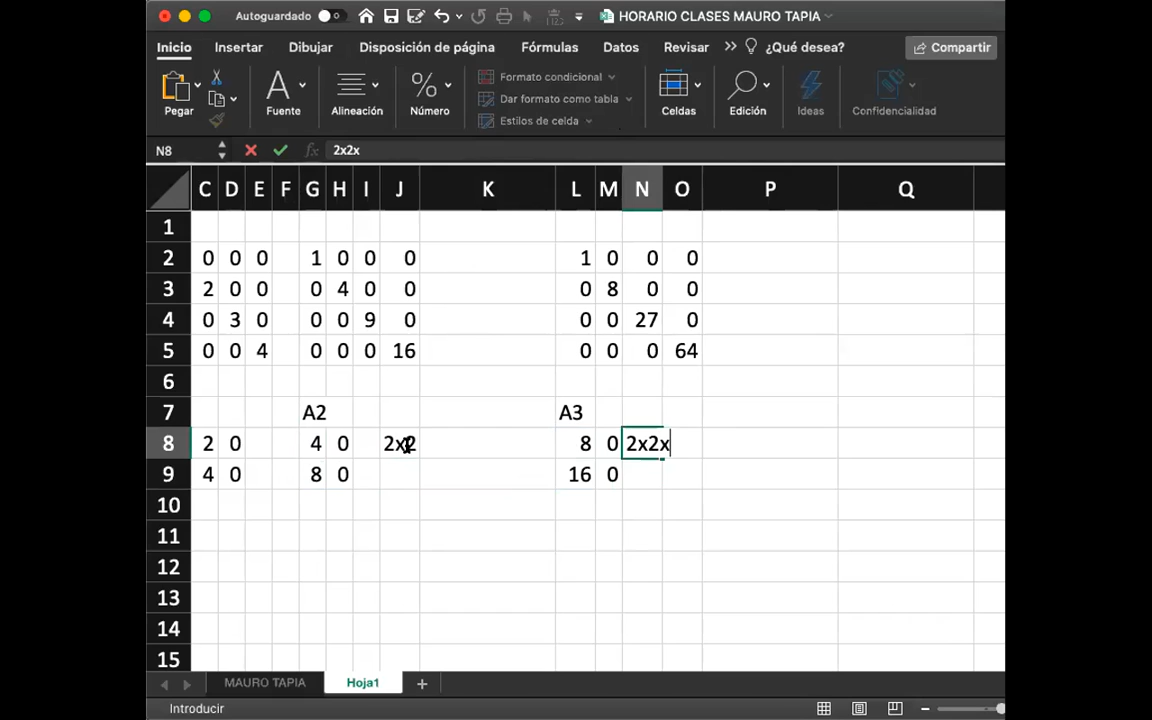 Autoguardado HORARIO CLASES MAURO TAPIA
Inicio Insertar Dibujar Disposición de página Fórmulas Datos Revisar >> ¿Qué desea? Compartir
Pegar Fuente Alineación % Número Formato condicional Dar formato como tabla Estilos de celda Celdas Edición Ideas Confidencialidad
N8 fx 2x2x
C D E F G H I J K L M N O P Q
1
2 0 0 0 1 0 0 0 1 0 0 0
3 2 0 0 0 4 0 0 0 8 0 0
4 0 3 0 0 0 9 0 0 0 27 0
5 0 0 4 0 0 0 16 0 0 0 64
6
7 A2 A3
8 2 0 4 0 2x2 8 0 2x2x
9 4 0 8 0 16 0
10
11
12
13
14
15
MAURO TAPIA Hoja1 +
Introducir